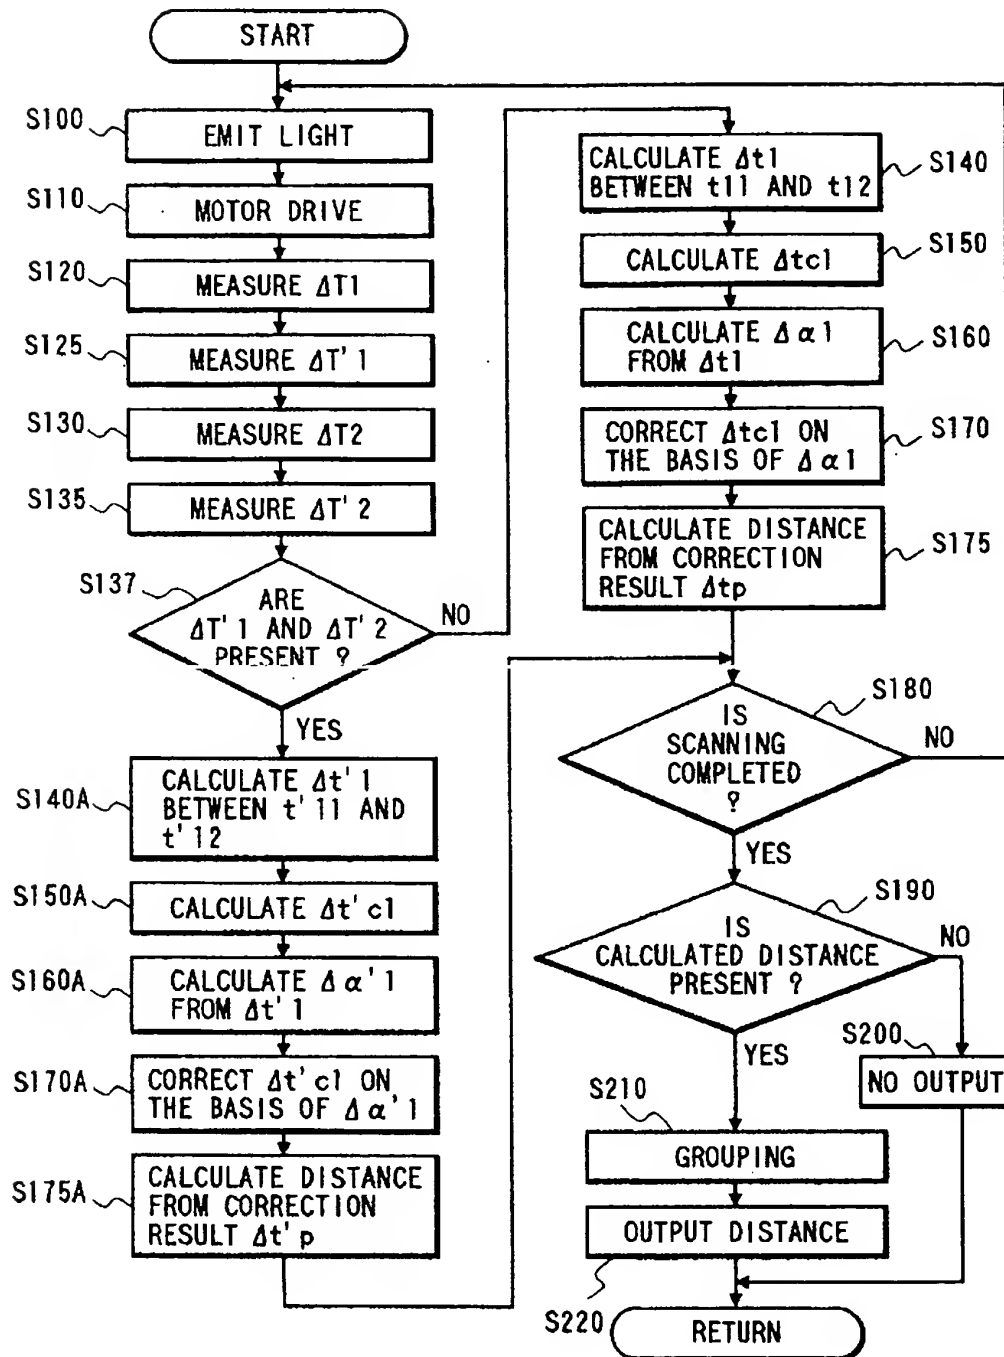 START
S100
EMIT LIGHT
S110
MOTOR DRIVE
S120
MEASURE ΔT1
S125
MEASURE ΔT'1
S130
MEASURE ΔT2
S135
MEASURE ΔT'2
S137
ARE
ΔT'1 AND ΔT'2
PRESENT ?
NO
YES
S140A
CALCULATE Δt'1
BETWEEN t'11 AND
t'12
S150A
CALCULATE Δt'c1
S160A
CALCULATE Δα'1
FROM Δt'1
S170A
CORRECT Δt'c1 ON
THE BASIS OF Δα'1
S175A
CALCULATE DISTANCE
FROM CORRECTION
RESULT Δt'p
CALCULATE Δt1
BETWEEN t11 AND t12
S140
CALCULATE Δtc1
S150
CALCULATE Δα1
FROM Δt1
S160
CORRECT Δtc1 ON
THE BASIS OF Δα1
S170
CALCULATE DISTANCE
FROM CORRECTION
RESULT Δtp
S175
S180
IS
SCANNING
COMPLETED
?
NO
YES
S190
IS
CALCULATED DISTANCE
PRESENT ?
NO
YES
S200
NO OUTPUT
S210
GROUPING
OUTPUT DISTANCE
S220
RETURN